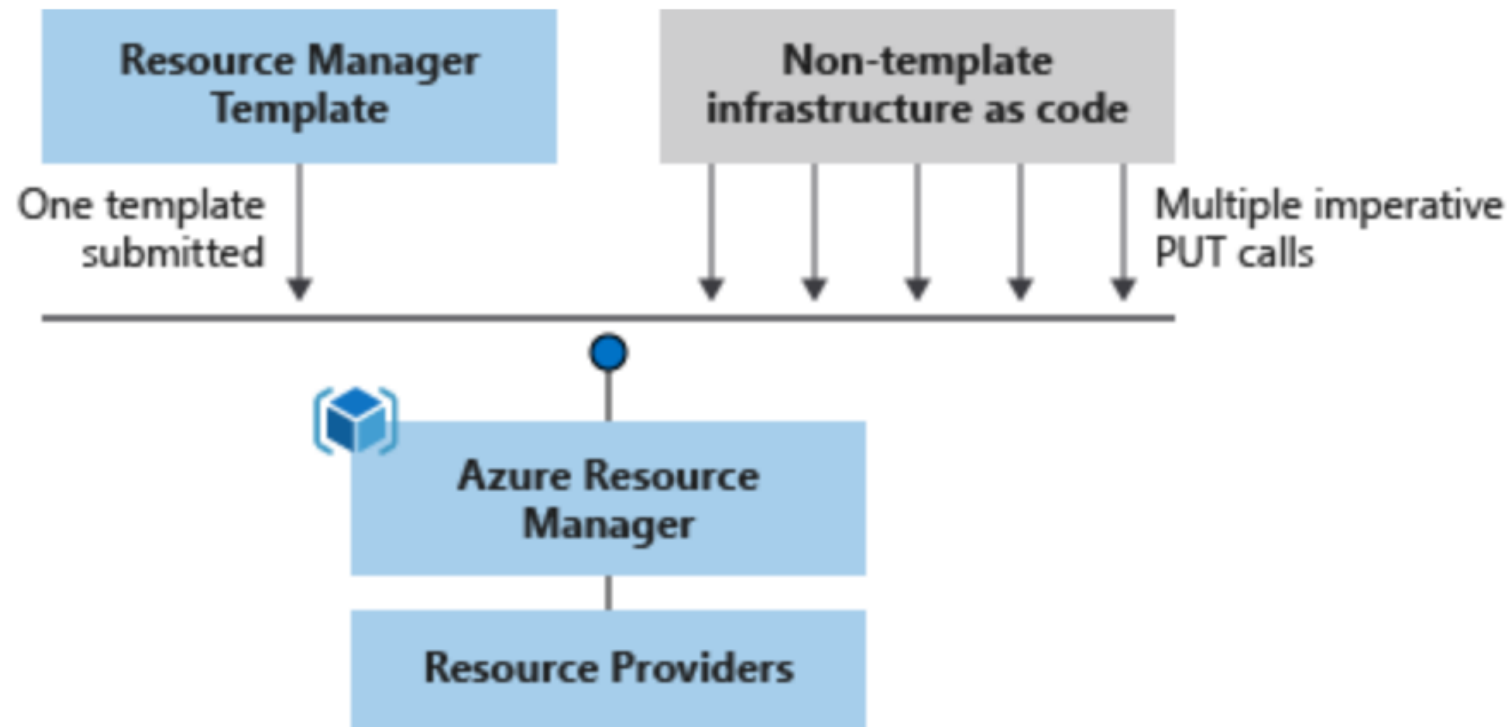 Resource Manager
Template
Non-template
infrastructure as code
One template
submitted
Multiple imperative
PUT calls
Azure Resource
Manager
Resource Providers